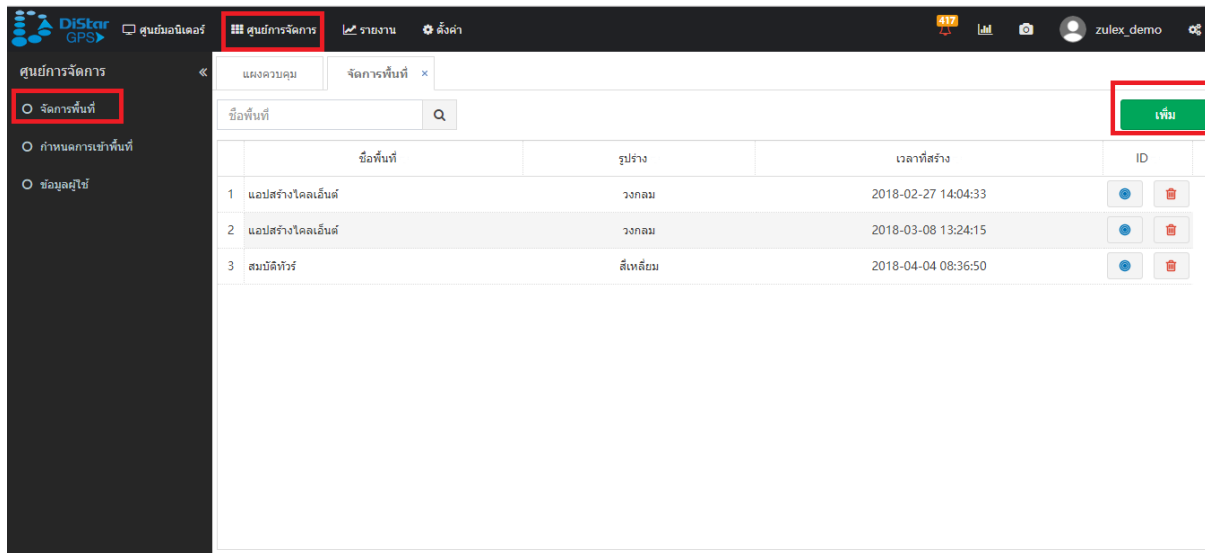 DiStar GPS ศูนย์มอนิเตอร์ ศูนย์การจัดการ รายงาน ตั้งค่า 417 zulex_demo
ศูนย์การจัดการ «
แผงควบคุม จัดการพื้นที่ ×
จัดการพื้นที่
กำหนดการเข้าพื้นที่
ข้อมูลผู้ใช้
ชื่อพื้นที่ เพิ่ม
ชื่อพื้นที่ รูปร่าง เวลาที่สร้าง ID
1 แอปสร้างไคลเอ็นต์ วงกลม 2018-02-27 14:04:33
2 แอปสร้างไคลเอ็นต์ วงกลม 2018-03-08 13:24:15
3 สมบัติทัวร์ สี่เหลี่ยม 2018-04-04 08:36:50